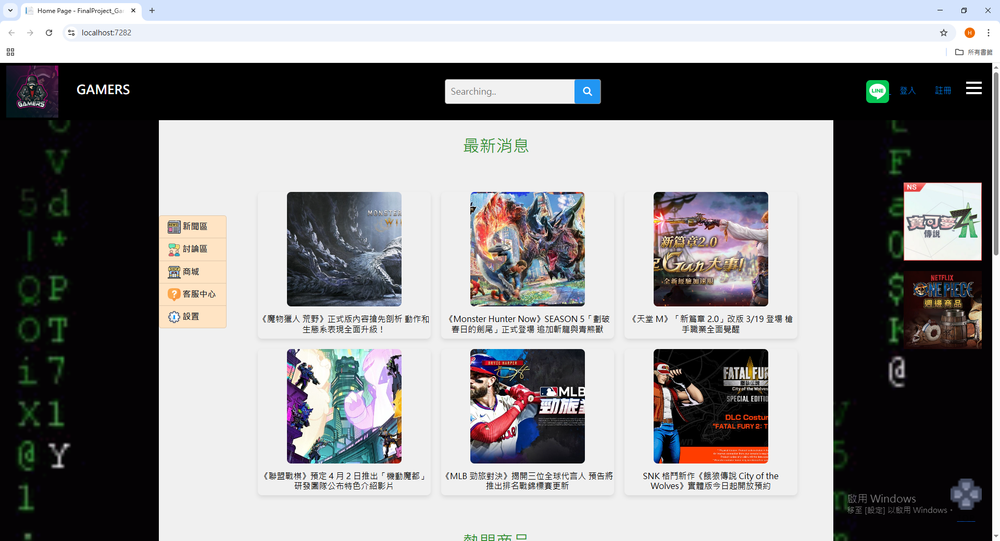 Home Page - FinalProject_Gar
localhost:7282
H
所有書籤
GAMERS
GAMERS
Searching..
LINE
登入
註冊
最新消息
NS
寶可夢
傳說
ZA
新聞區
討論區
商城
客服中心
設置
NEWS
SHOP
MONSTER
WI
新篇章2.0
Gun大事!
全新經驗加速服
NETFLIX
ONE PIECE
週邊商品
《魔物獵人 荒野》正式版內容搶先剖析 動作和
生態系表現全面升級！
《Monster Hunter Now》SEASON 5「劃破
春日的劍尾」正式登場 追加斬龍與青熊獸
《天堂 M》「新篇章 2.0」改版 3/19 登場 槍
手職業全面覺醒
BRYCE HARPER
MLB
勁旅
FATAL FUR
餓狼伝説
City of the Wolves
SPECIAL EDITIO
DLC Costum
"FATAL FURY 2: T
《聯盟戰棋》預定 4 月 2 日推出「機動魔都」
研發團隊公布特色介紹影片
《MLB 勁旅對決》揭開三位全球代言人 預告將
推出排名戰錦標賽更新
SNK 格鬥新作《餓狼傳說 City of the
Wolves》實體版今日起開放預約
啟用 Windows
移至 [設定] 以啟用 Windows。
熱門商品